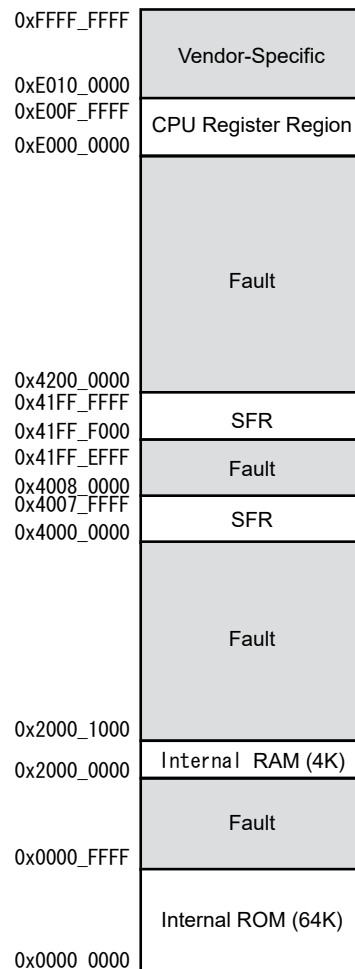 0xFFFF_FFFF
Vendor-Specific
0xE010_0000
0xE00F_FFFF
CPU Register Region
0xE000_0000
Fault
0x4200_0000
0x41FF_FFFF
SFR
0x41FF_F000
0x41FF_EFFF
Fault
0x4008_0000
0x4007_FFFF
SFR
0x4000_0000
Fault
0x2000_1000
Internal RAM (4K)
0x2000_0000
Fault
0x0000_FFFF
Internal ROM (64K)
0x0000_0000